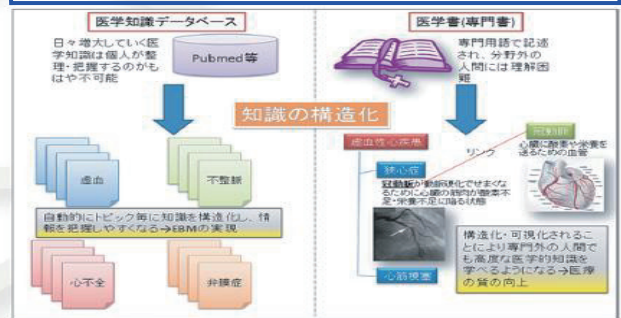 医学知識データベース
日々増大していく医
学知識は個人が整
理・把握するのがも
はや不可能
Pubmed等
虚血
不整脈
自動的にトピック毎に知識を構造化し、情
報を把握しやすくなる→EBMの実現
心不全
弁膜症
知識の構造化
医学書(専門書)
専門用語で記述
され、分野外の
人間には理解困
難
虚血性心疾患
リンク
冠動脈
心臓に酸素や栄養を
送るための血管
狭心症
冠動脈が動脈硬化でせまくな
るために心臓の筋肉が酸素不
足・栄養不足に陥る状態
心筋梗塞
構造化・可視化されるこ
とにより専門外の人間で
も高度な医学的知識を
学べるようになる→医療
の質の向上